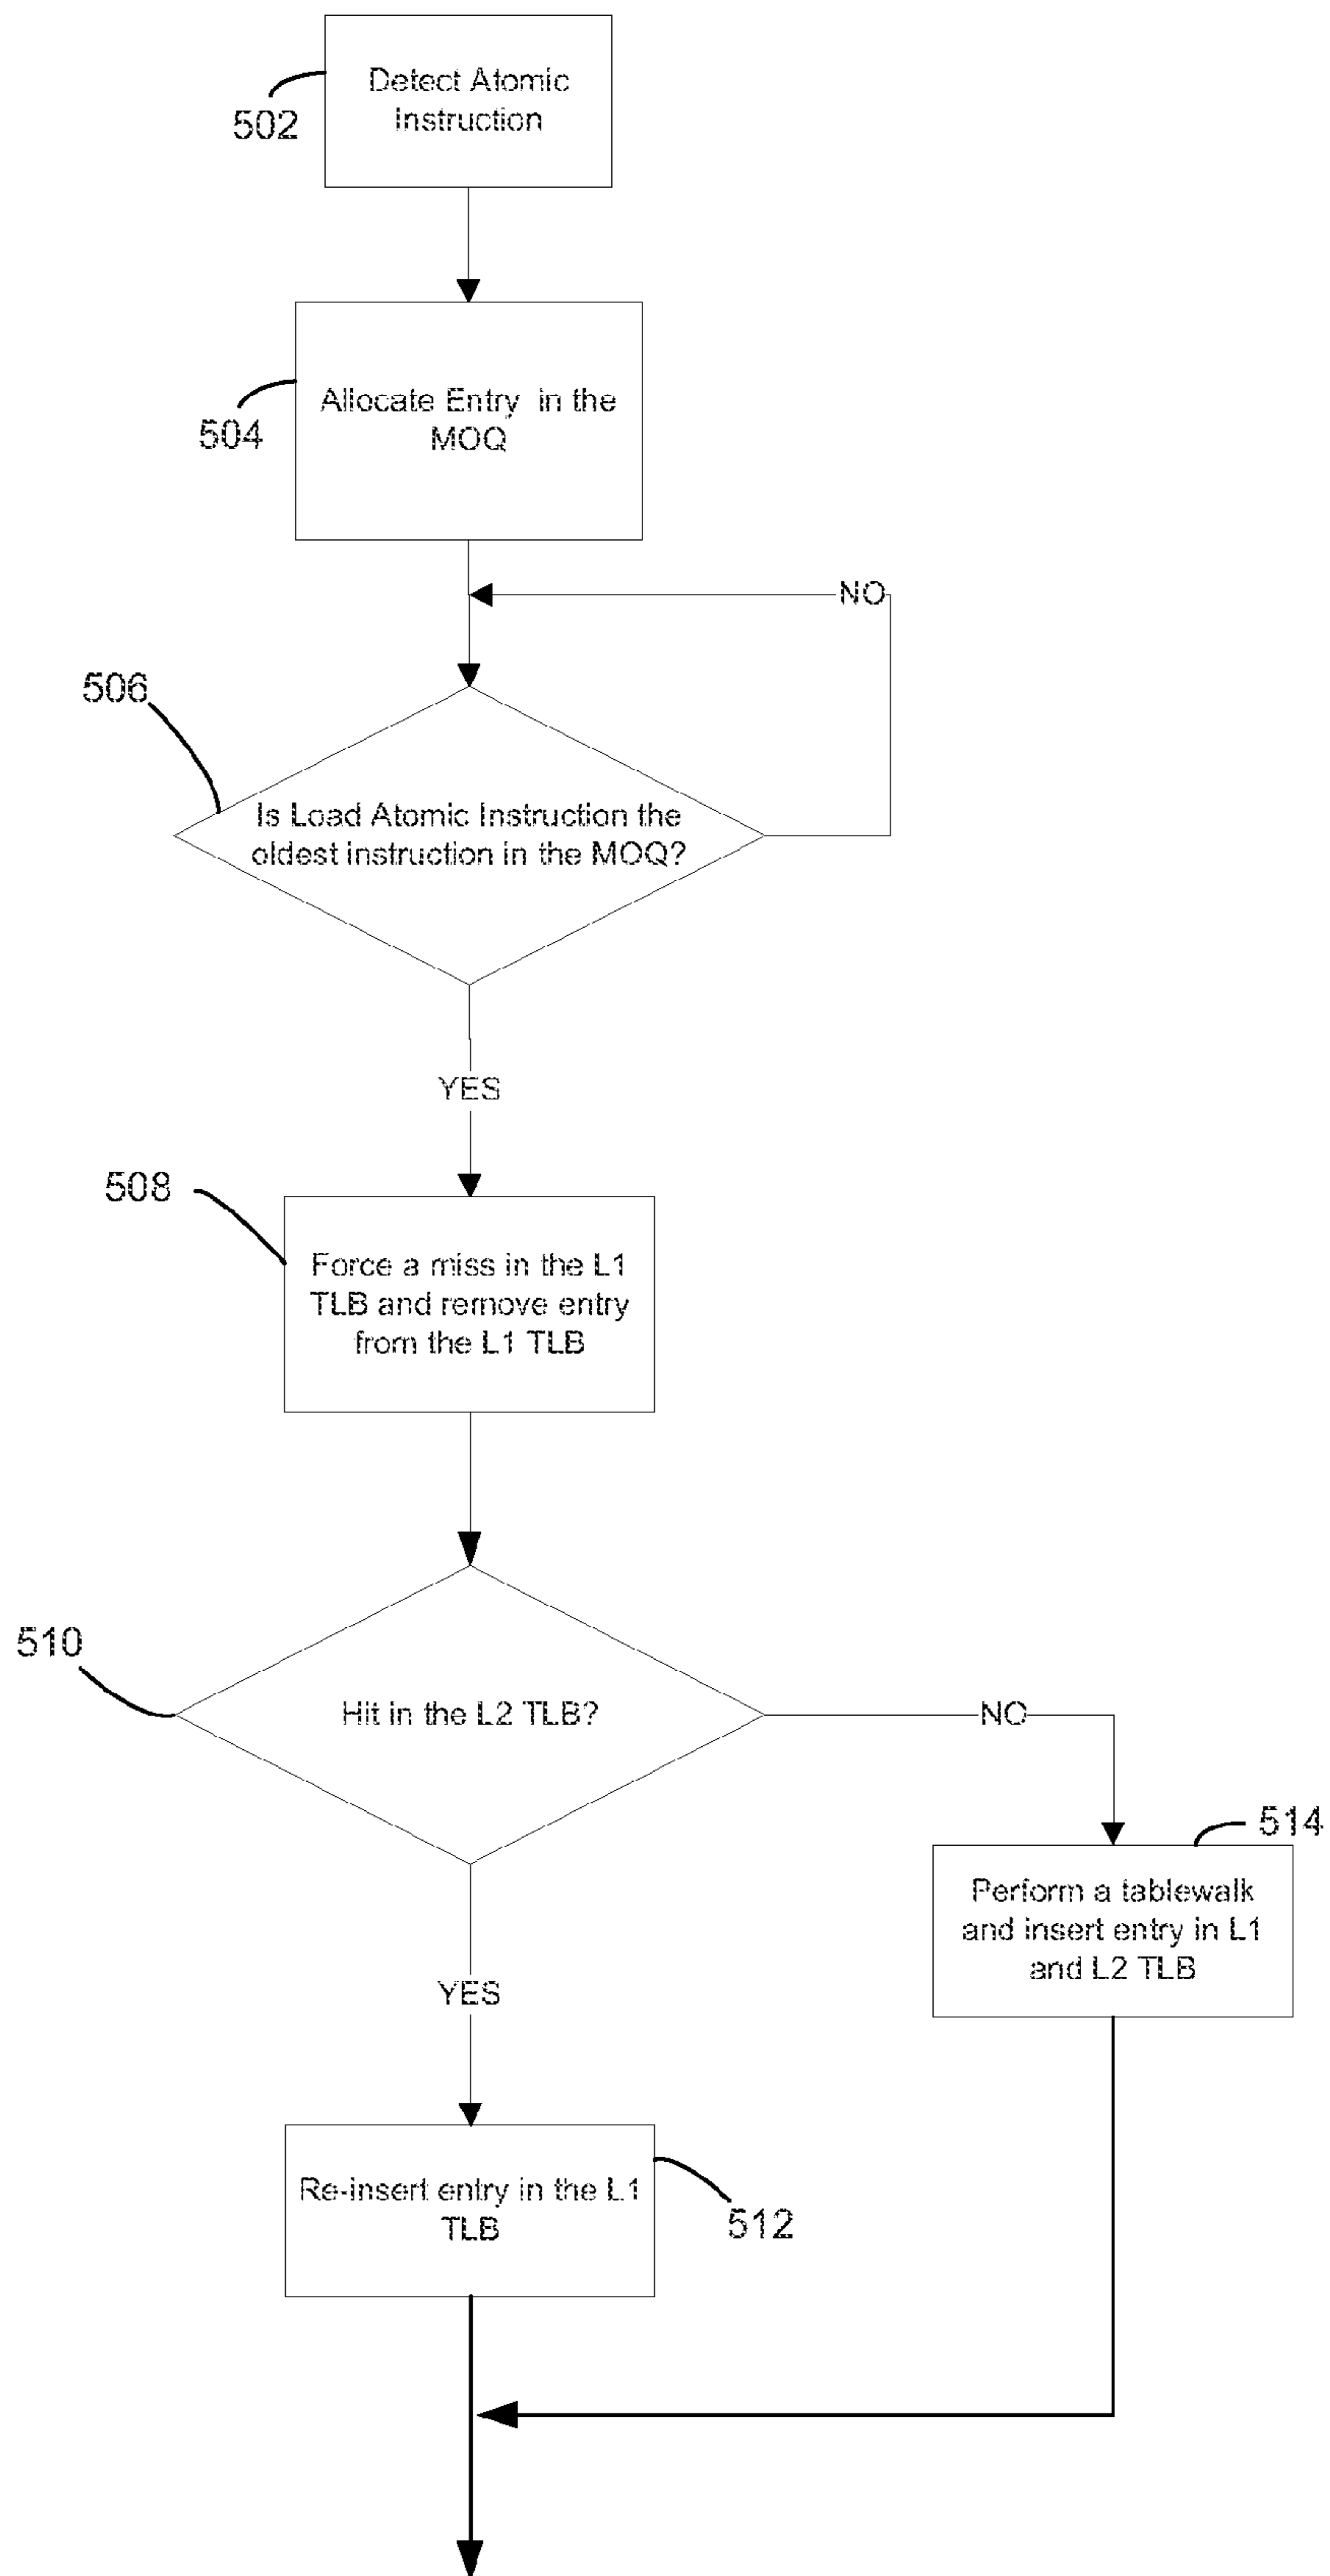 Detect Atomic
Instruction
502
Allocate Entry in the
MOQ
504
NO
506
Is Load Atomic Instruction the
oldest instruction in the MOQ?
YES
508
Force a miss in the L1
TLB and remove entry
from the L1 TLB
510
Hit in the L2 TLB?
NO
514
Perform a tablewalk
and insert entry in L1
and L2 TLB
YES
Re-insert entry in the L1
TLB
512